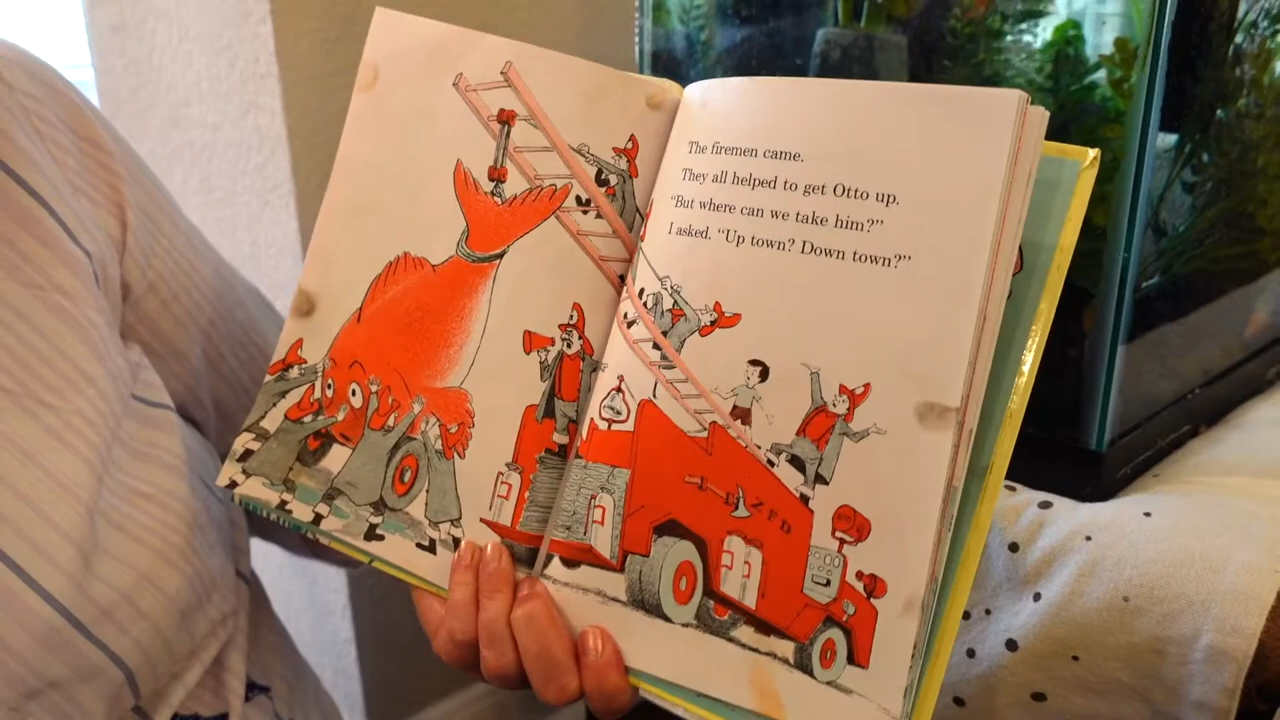 The firemen came.
They all helped to get Otto up.
“But where can we take him?”
I asked. “Up town? Down town?”
ZFD